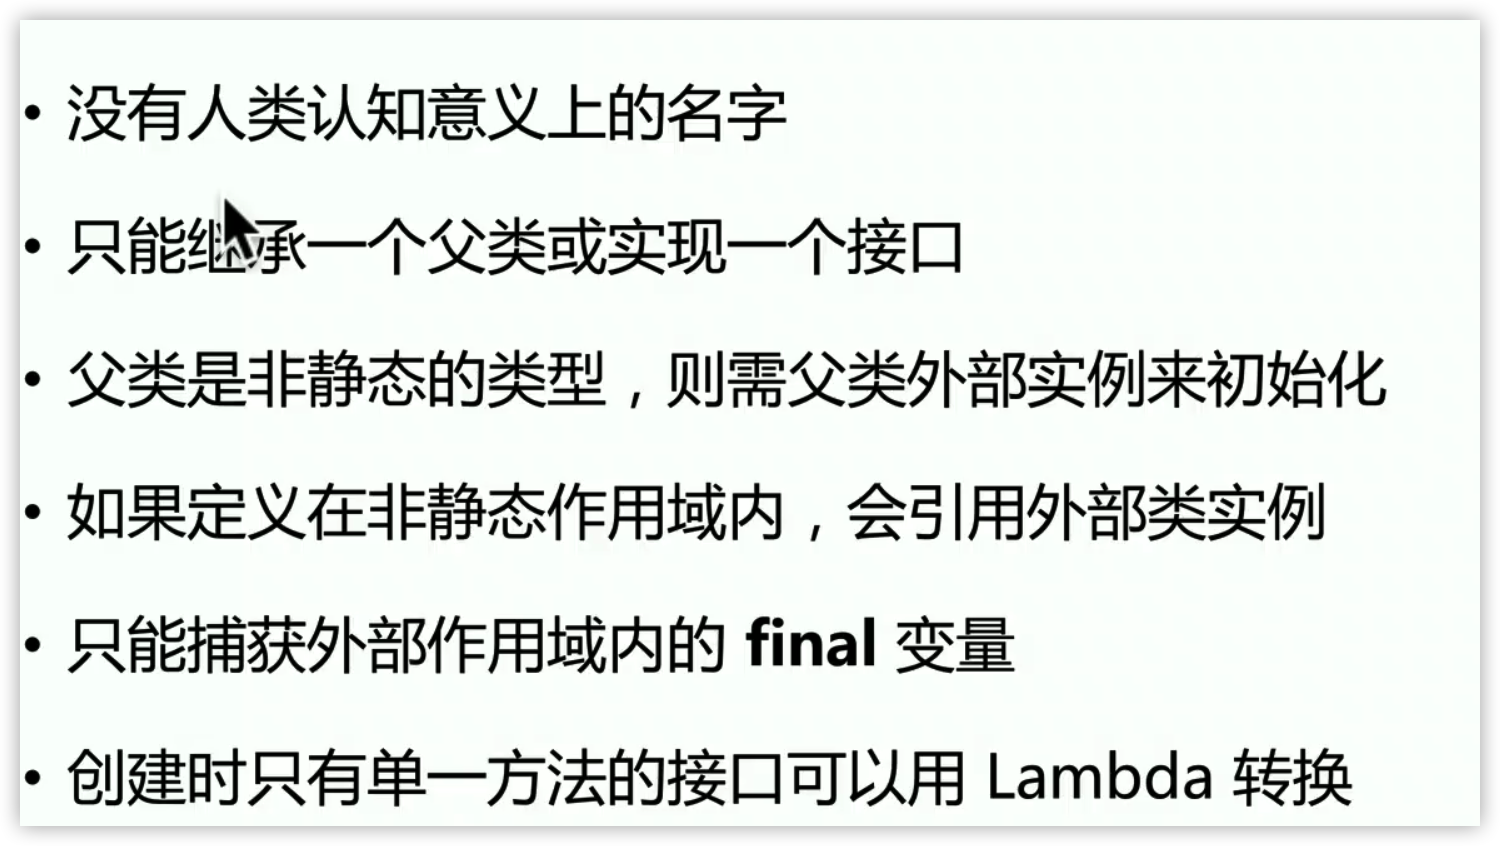 • 没有人类认知意义上的名字
• 只能继承一个父类或实现一个接口
• 父类是非静态的类型，则需父类外部实例来初始化
• 如果定义在非静态作用域内，会引用外部类实例
• 只能捕获外部作用域内的 final 变量
• 创建时只有单一方法的接口可以用 Lambda 转换